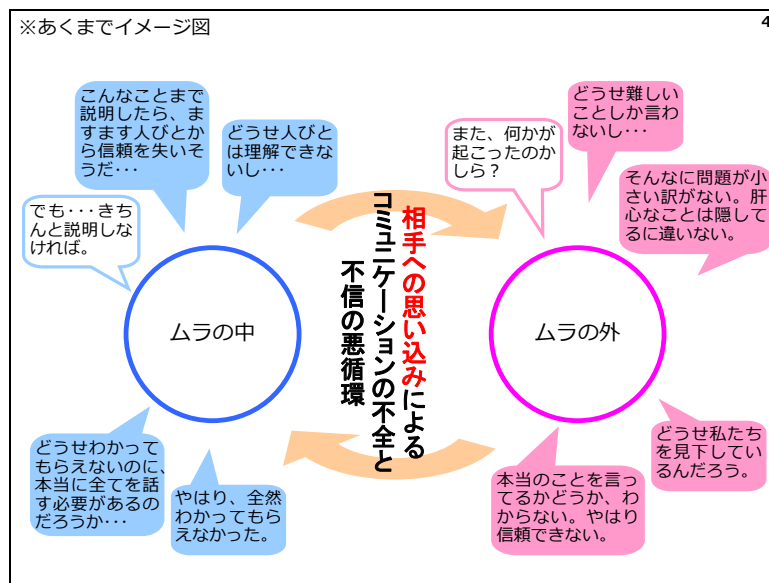 ※あくまでイメージ図
4
こんなことまで
説明したら、ま
すます人びとか
ら信頼を失いそ
うだ･･･
どうせ人びと
は理解できな
いし･･･
でも･･･きち
んと説明しな
ければ。
ムラの中
どうせわかって
もらえないのに、
本当に全てを話
す必要があるの
だろうか･･･
やはり、全然
わかってもら
えなかった。
相手への思い込みによる
コミュニケーションの不全と
不信の悪循環
また、何かが
起こったのか
しら？
どうせ難しい
ことしか言わ
ないし･･･
そんなに問題が小
さい訳がない。肝
心なことは隠して
るに違いない。
ムラの外
どうせ私たち
を見下してい
るんだろう。
本当のことを言っ
てるかどうか、わ
からない。やはり
信頼できない。